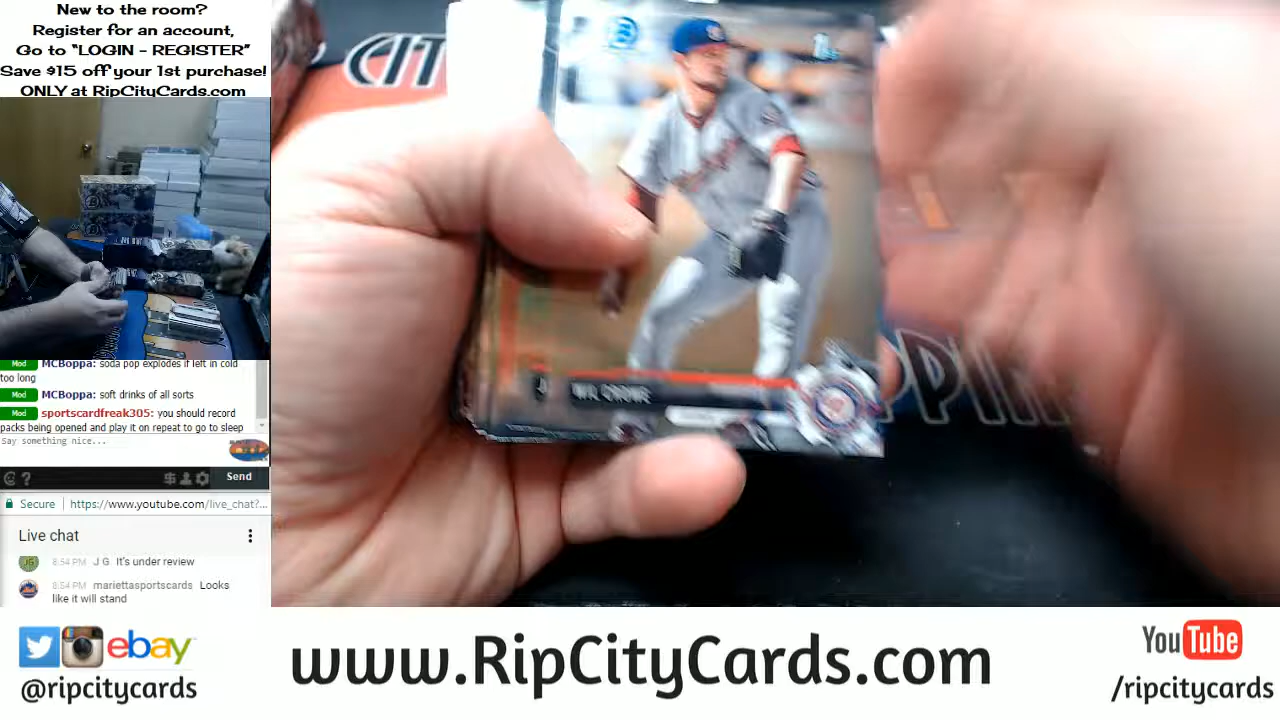 New to the room?
Register for an account,
Go to “LOGIN - REGISTER”
Save $15 off your 1st purchase!
ONLY at RipCityCards.com
CIT
WIL CROWE
PPIN
Mod MCBoppa: soda pop explodes if left in cold
too long
Mod MCBoppa: soft drinks of all sorts
Mod sportscardfreak305: you should record
packs being opened and play it on repeat to go to sleep
Say something nice...
Send
Secure https://www.youtube.com/live_chat?...
Live chat
8:54 PM J G It's under review
8:54 PM mariettasportscards Looks
like it will stand
ebay
@ripcitycards
www.RipCityCards.com
YouTube
/ripcitycards